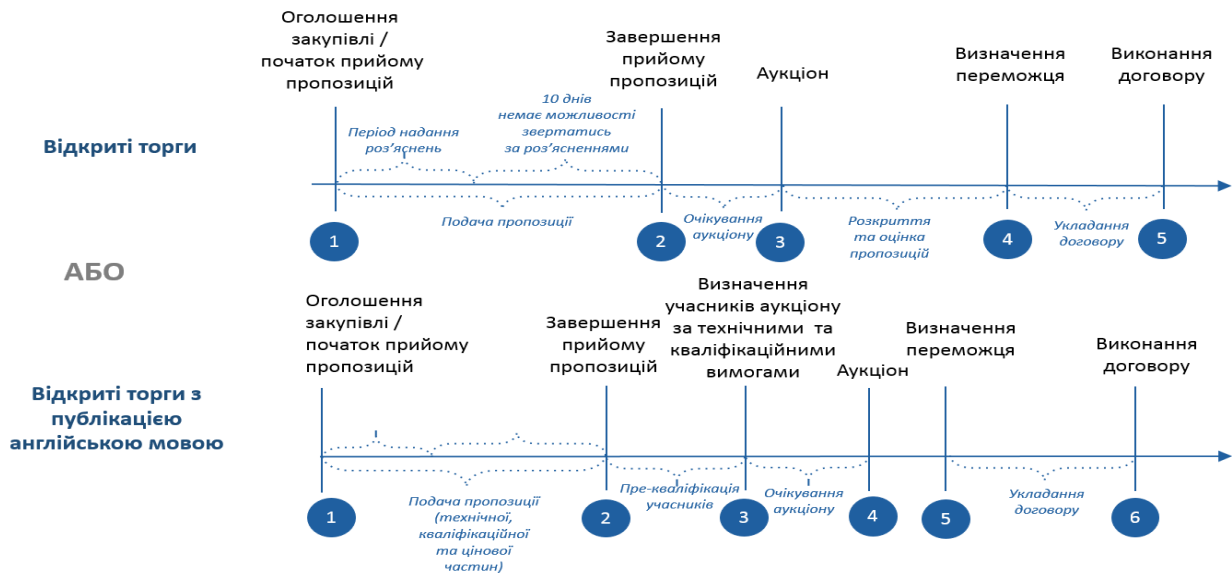 Оголошення
закупівлі /
початок прийому
пропозицій
Завершення
прийому
пропозицій
Аукціон
Визначення
переможця
Виконання
договору
Відкриті торги
Період надання
роз’яснень
10 днів
немає можливості
звертатись
за роз’ясненнями
Подача пропозиції
Очікування
аукціону
Розкриття
та оцінка
пропозицій
Укладання
договору
1
2
3
4
5
АБО
Оголошення
закупівлі /
початок прийому
пропозицій
Завершення
прийому
пропозицій
Визначення
учасників аукціону
за технічними та
кваліфікаційними
вимогами
Аукціон
Визначення
переможця
Виконання
договору
Відкриті торги з
публікацією
англійською мовою
Подача пропозиції
(технічної,
кваліфікаційної
та цінової
частин)
Пре-кваліфікація
учасників
Очікування
аукціону
Укладання
договору
1
2
3
4
5
6